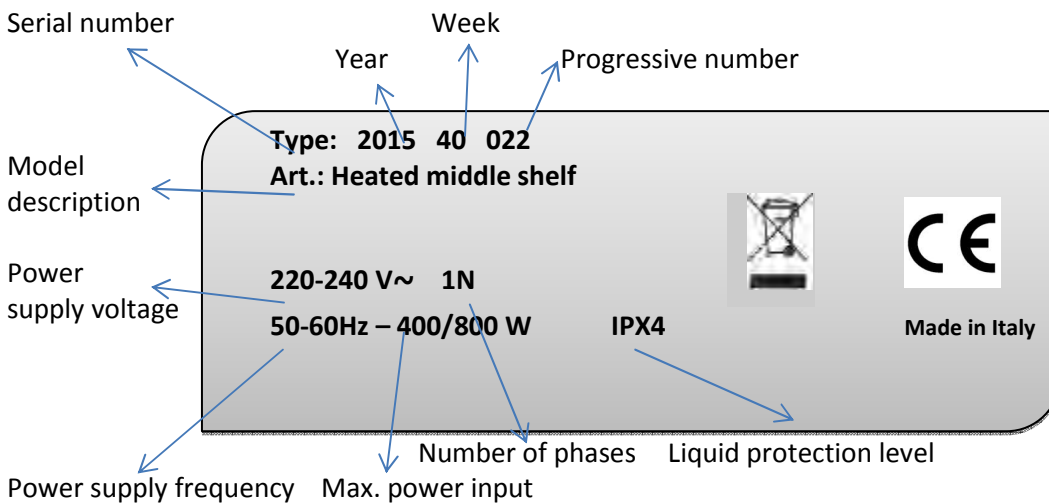 Serial number
Week
Year
Progressive number
Type: 2015 40 022
Model
description
Art.: Heated middle shelf
CE
Power
supply voltage
220-240 V~ 1N
50-60Hz – 400/800 W IPX4 Made in Italy
Number of phases Liquid protection level
Power supply frequency Max. power input